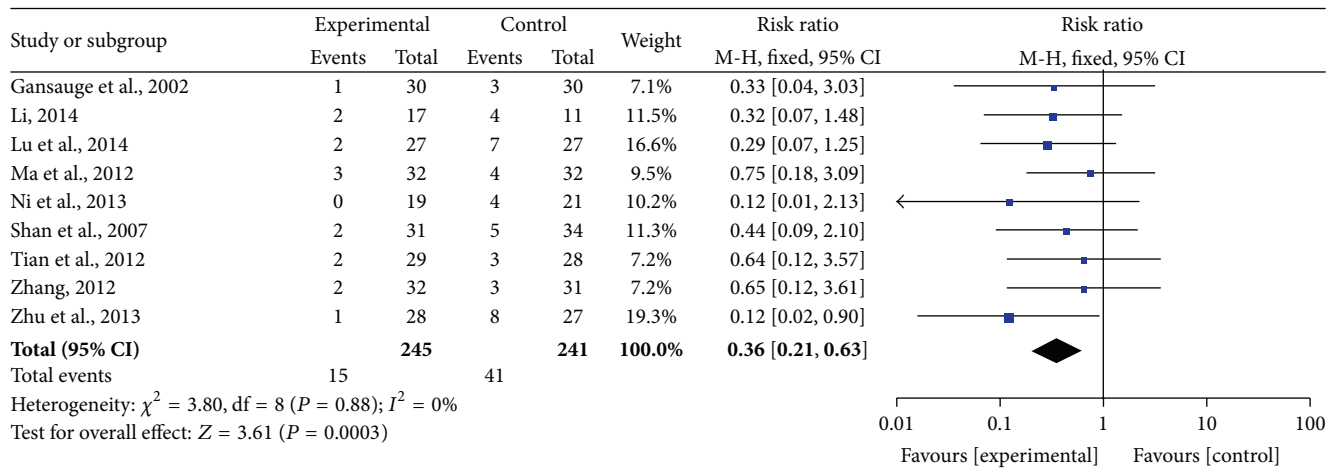 Study or subgroup Experimental Control Weight Risk ratio Risk ratio
Events Total Events Total M-H, fixed, 95% CI M-H, fixed, 95% CI
Gansauge et al., 2002 1 30 3 30 7.1% 0.33 [0.04, 3.03]
Li, 2014 2 17 4 11 11.5% 0.32 [0.07, 1.48]
Lu et al., 2014 2 27 7 27 16.6% 0.29 [0.07, 1.25]
Ma et al., 2012 3 32 4 32 9.5% 0.75 [0.18, 3.09]
Ni et al., 2013 0 19 4 21 10.2% 0.12 [0.01, 2.13]
Shan et al., 2007 2 31 5 34 11.3% 0.44 [0.09, 2.10]
Tian et al., 2012 2 29 3 28 7.2% 0.64 [0.12, 3.57]
Zhang, 2012 2 32 3 31 7.2% 0.65 [0.12, 3.61]
Zhu et al., 2013 1 28 8 27 19.3% 0.12 [0.02, 0.90]
Total (95% CI) 245 241 100.0% 0.36 [0.21, 0.63]
Total events 15 41
Heterogeneity: χ² = 3.80, df = 8 (P = 0.88); I² = 0%
Test for overall effect: Z = 3.61 (P = 0.0003)
0.01 0.1 1 10 100
Favours [experimental] Favours [control]